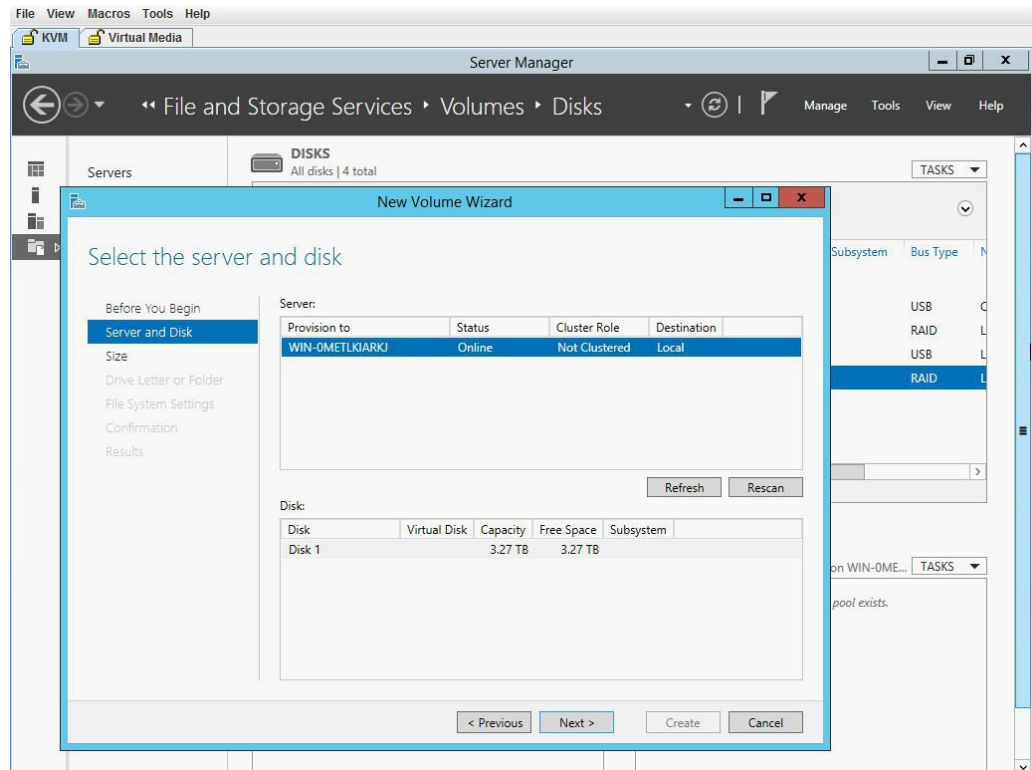 File View Macros Tools Help
KVM Virtual Media
Server Manager
File and Storage Services Volumes Disks Manage Tools View Help
Servers
DISKS
All disks | 4 total
TASKS
New Volume Wizard
Select the server and disk
Before You Begin
Server and Disk
Size
Drive Letter or Folder
File System Settings
Confirmation
Results
Server:
Provision to Status Cluster Role Destination
WIN-0METLKIARKJ Online Not Clustered Local
Refresh Rescan
Disk:
Disk Virtual Disk Capacity Free Space Subsystem
Disk 1 3.27 TB 3.27 TB
< Previous Next > Create Cancel
Subsystem Bus Type
USB
RAID
USB
RAID
on WIN-0ME... TASKS
pool exists.